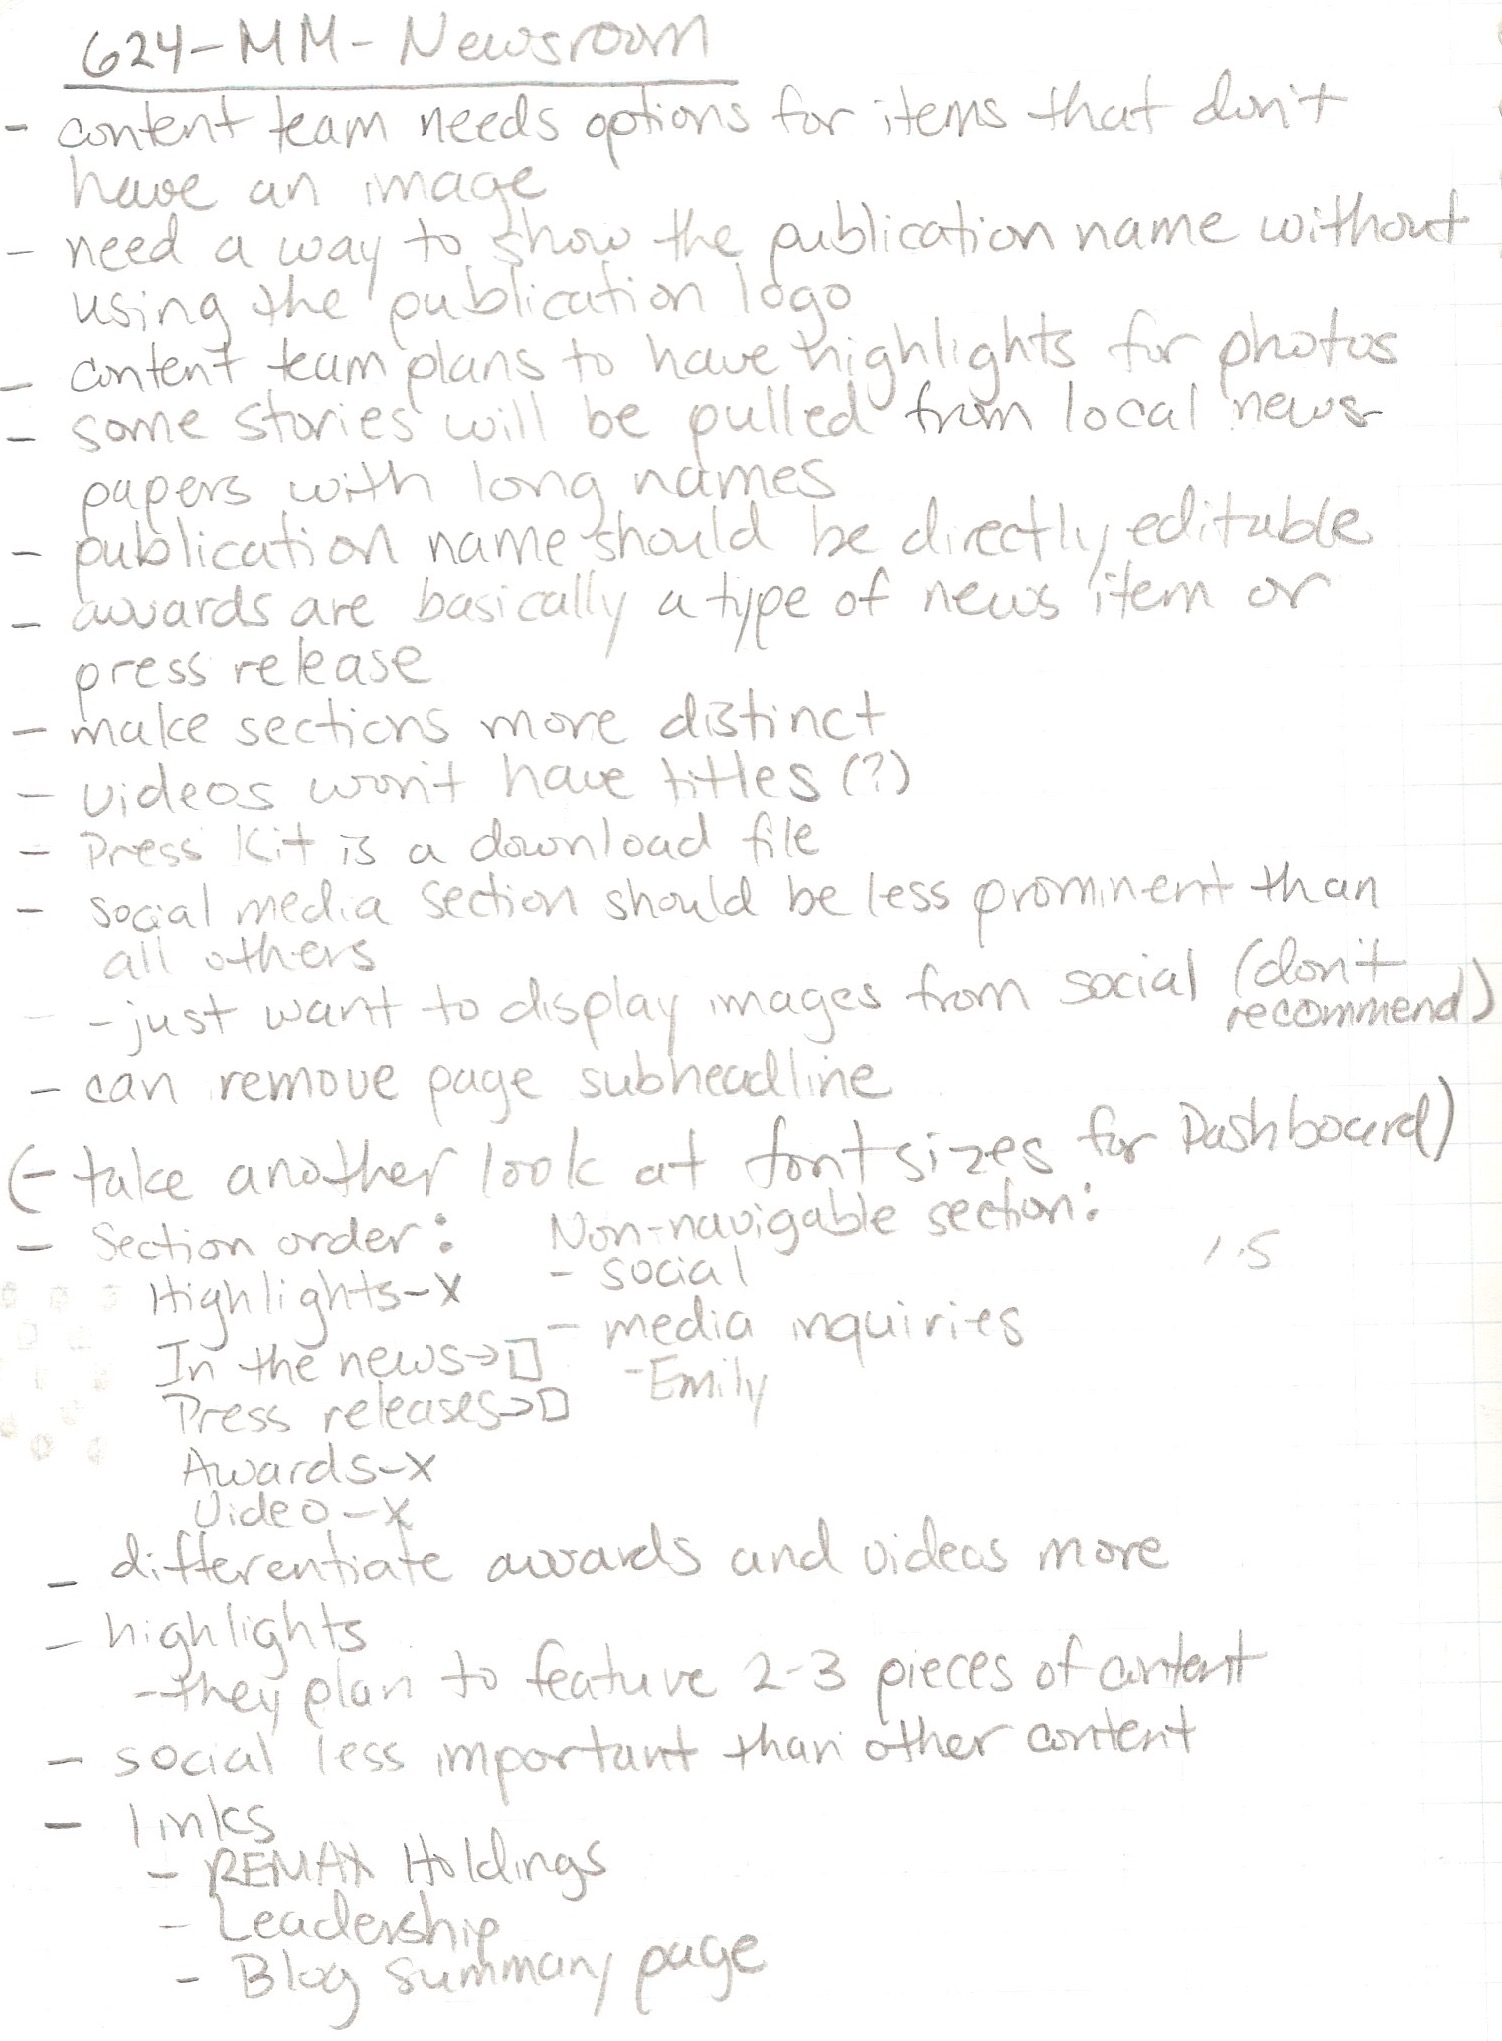 624-MM-Newsroom
- content team needs options for items that don't
have an image
- need a way to show the publication name without
using the publication logo
- content team plans to have highlights for photos
- some stories will be pulled from local news-
papers with long names
- publication name should be directly editable
- awards are basically a type of news item or
press release
- make sections more distinct
- videos won't have titles (?)
- Press Kit is a download file
- social media section should be less prominent than
all others
- just want to display images from social (don't
recommend)
- can remove page subheadline
(- take another look at font sizes for Dashboard)
- Section order:
Highlights-X
In the news→▯
Press releases→▯
Awards-X
Video-X
Non-navigable section:
- social
- media inquiries
- Emily
1.5
- differentiate awards and videos more
- highlights
- they plan to feature 2-3 pieces of content
- social less important than other content
- links
- REMAX Holdings
- Leadership
- Blog summary page